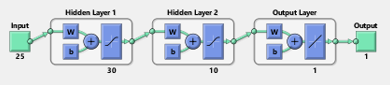 Input
25
Hidden Layer 1
W
b
+
30
Hidden Layer 2
W
b
+
10
Output Layer
W
b
+
1
Output
1